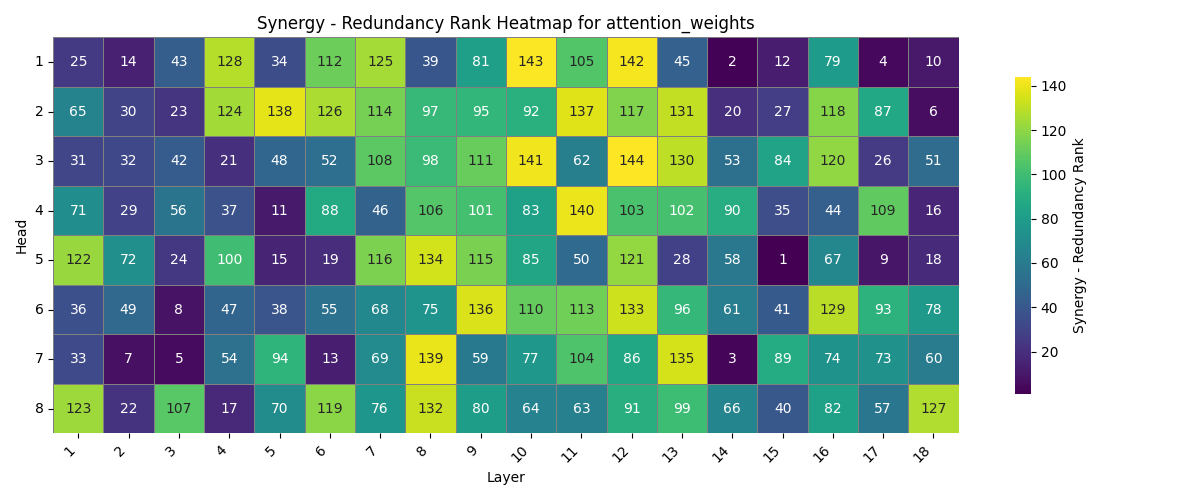 Synergy - Redundancy Rank Heatmap for attention_weights
1 25 14 43 128 34 112 125 39 81 143 105 142 45 2 12 79 4 10
2 65 30 23 124 138 126 114 97 95 92 137 117 131 20 27 118 87 6
3 31 32 42 21 48 52 108 98 111 141 62 144 130 53 84 120 26 51
4 71 29 56 37 11 88 46 106 101 83 140 103 102 90 35 44 109 16
5 122 72 24 100 15 19 116 134 115 85 50 121 28 58 1 67 9 18
6 36 49 8 47 38 55 68 75 136 110 113 133 96 61 41 129 93 78
7 33 7 5 54 94 13 69 139 59 77 104 86 135 3 89 74 73 60
8 123 22 107 17 70 119 76 132 80 64 63 91 99 66 40 82 57 127
1 2 3 4 5 6 7 8 9 10 11 12 13 14 15 16 17 18
Layer
Head
140
120
100
80
60
40
20
Synergy - Redundancy Rank